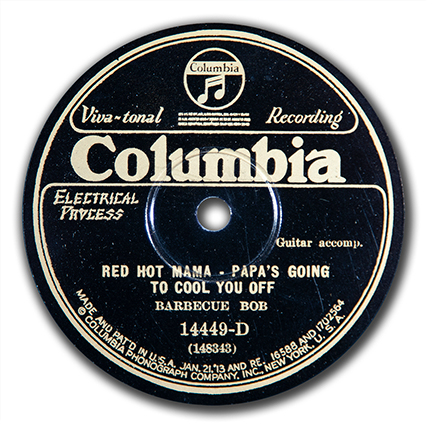 Columbia
Viva-tonal Recording
Columbia
ELECTRICAL
PROCESS
Guitar accomp.
RED HOT MAMA - PAPA'S GOING
TO COOL YOU OFF
BARBECUE BOB
14449-D
(148343)
MADE AND PAT'D IN U.S.A. JAN. 21,'13 AND RE. 16588 AND 1702564
© COLUMBIA PHONOGRAPH COMPANY, INC., NEW YORK, U. S. A.